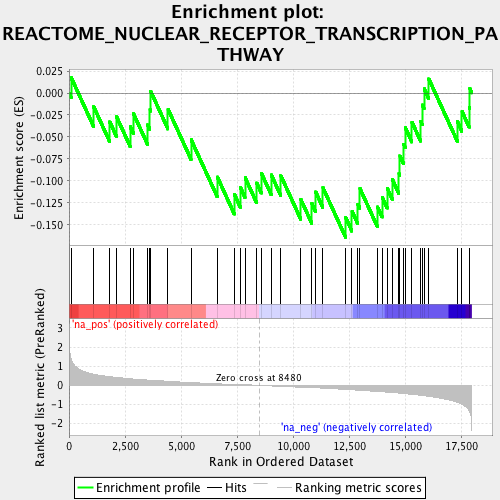 Enrichment plot:
REACTOME_NUCLEAR_RECEPTOR_TRANSCRIPTION_PA
THWAY
Enrichment score (ES)
0.025
0.000
-0.025
-0.050
-0.075
-0.100
-0.125
-0.150
'na_pos' (positively correlated)
Ranked list metric (PreRanked)
3
2
1
0
-1
-2
Zero cross at 8480
'na_neg' (negatively correlated)
0
2,500
5,000
7,500
10,000
12,500
15,000
17,500
Rank in Ordered Dataset
Enrichment profile
Hits
Ranking metric scores